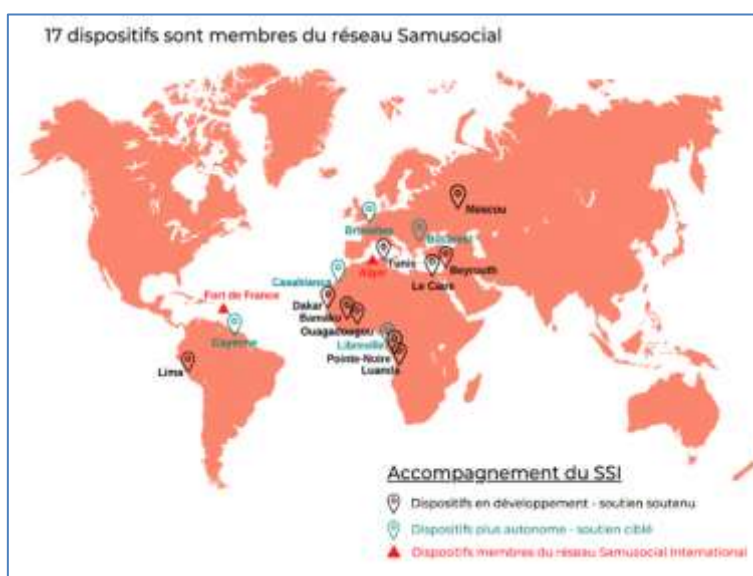 17 dispositifs sont membres du réseau Samusocial
Moscou
Bruxelles
Bucarest
Alger
Tunis
Beyrouth
Casablanca
Le Caire
Fort de France
Dakar
Bamako
Cayenne
Ouagadougou
Libreville
Pointe-Noire
Lima
Luanda
Accompagnement du SSI
Dispositifs en développement - soutien soutenu
Dispositifs plus autonome - soutien ciblé
Dispositifs membres du réseau Samusocial International